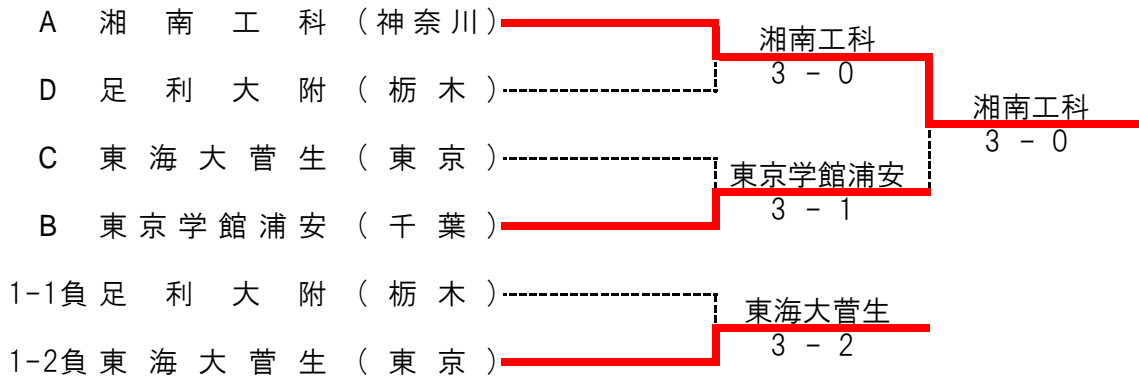 A 湘南工科（神奈川）
湘南工科
3 - 0
D 足利大附（栃木）
湘南工科
3 - 0
C 東海大菅生（東京）
東京学館浦安
3 - 1
B 東京学館浦安（千葉）
1-1負 足利大附（栃木）
東海大菅生
3 - 2
1-2負 東海大菅生（東京）